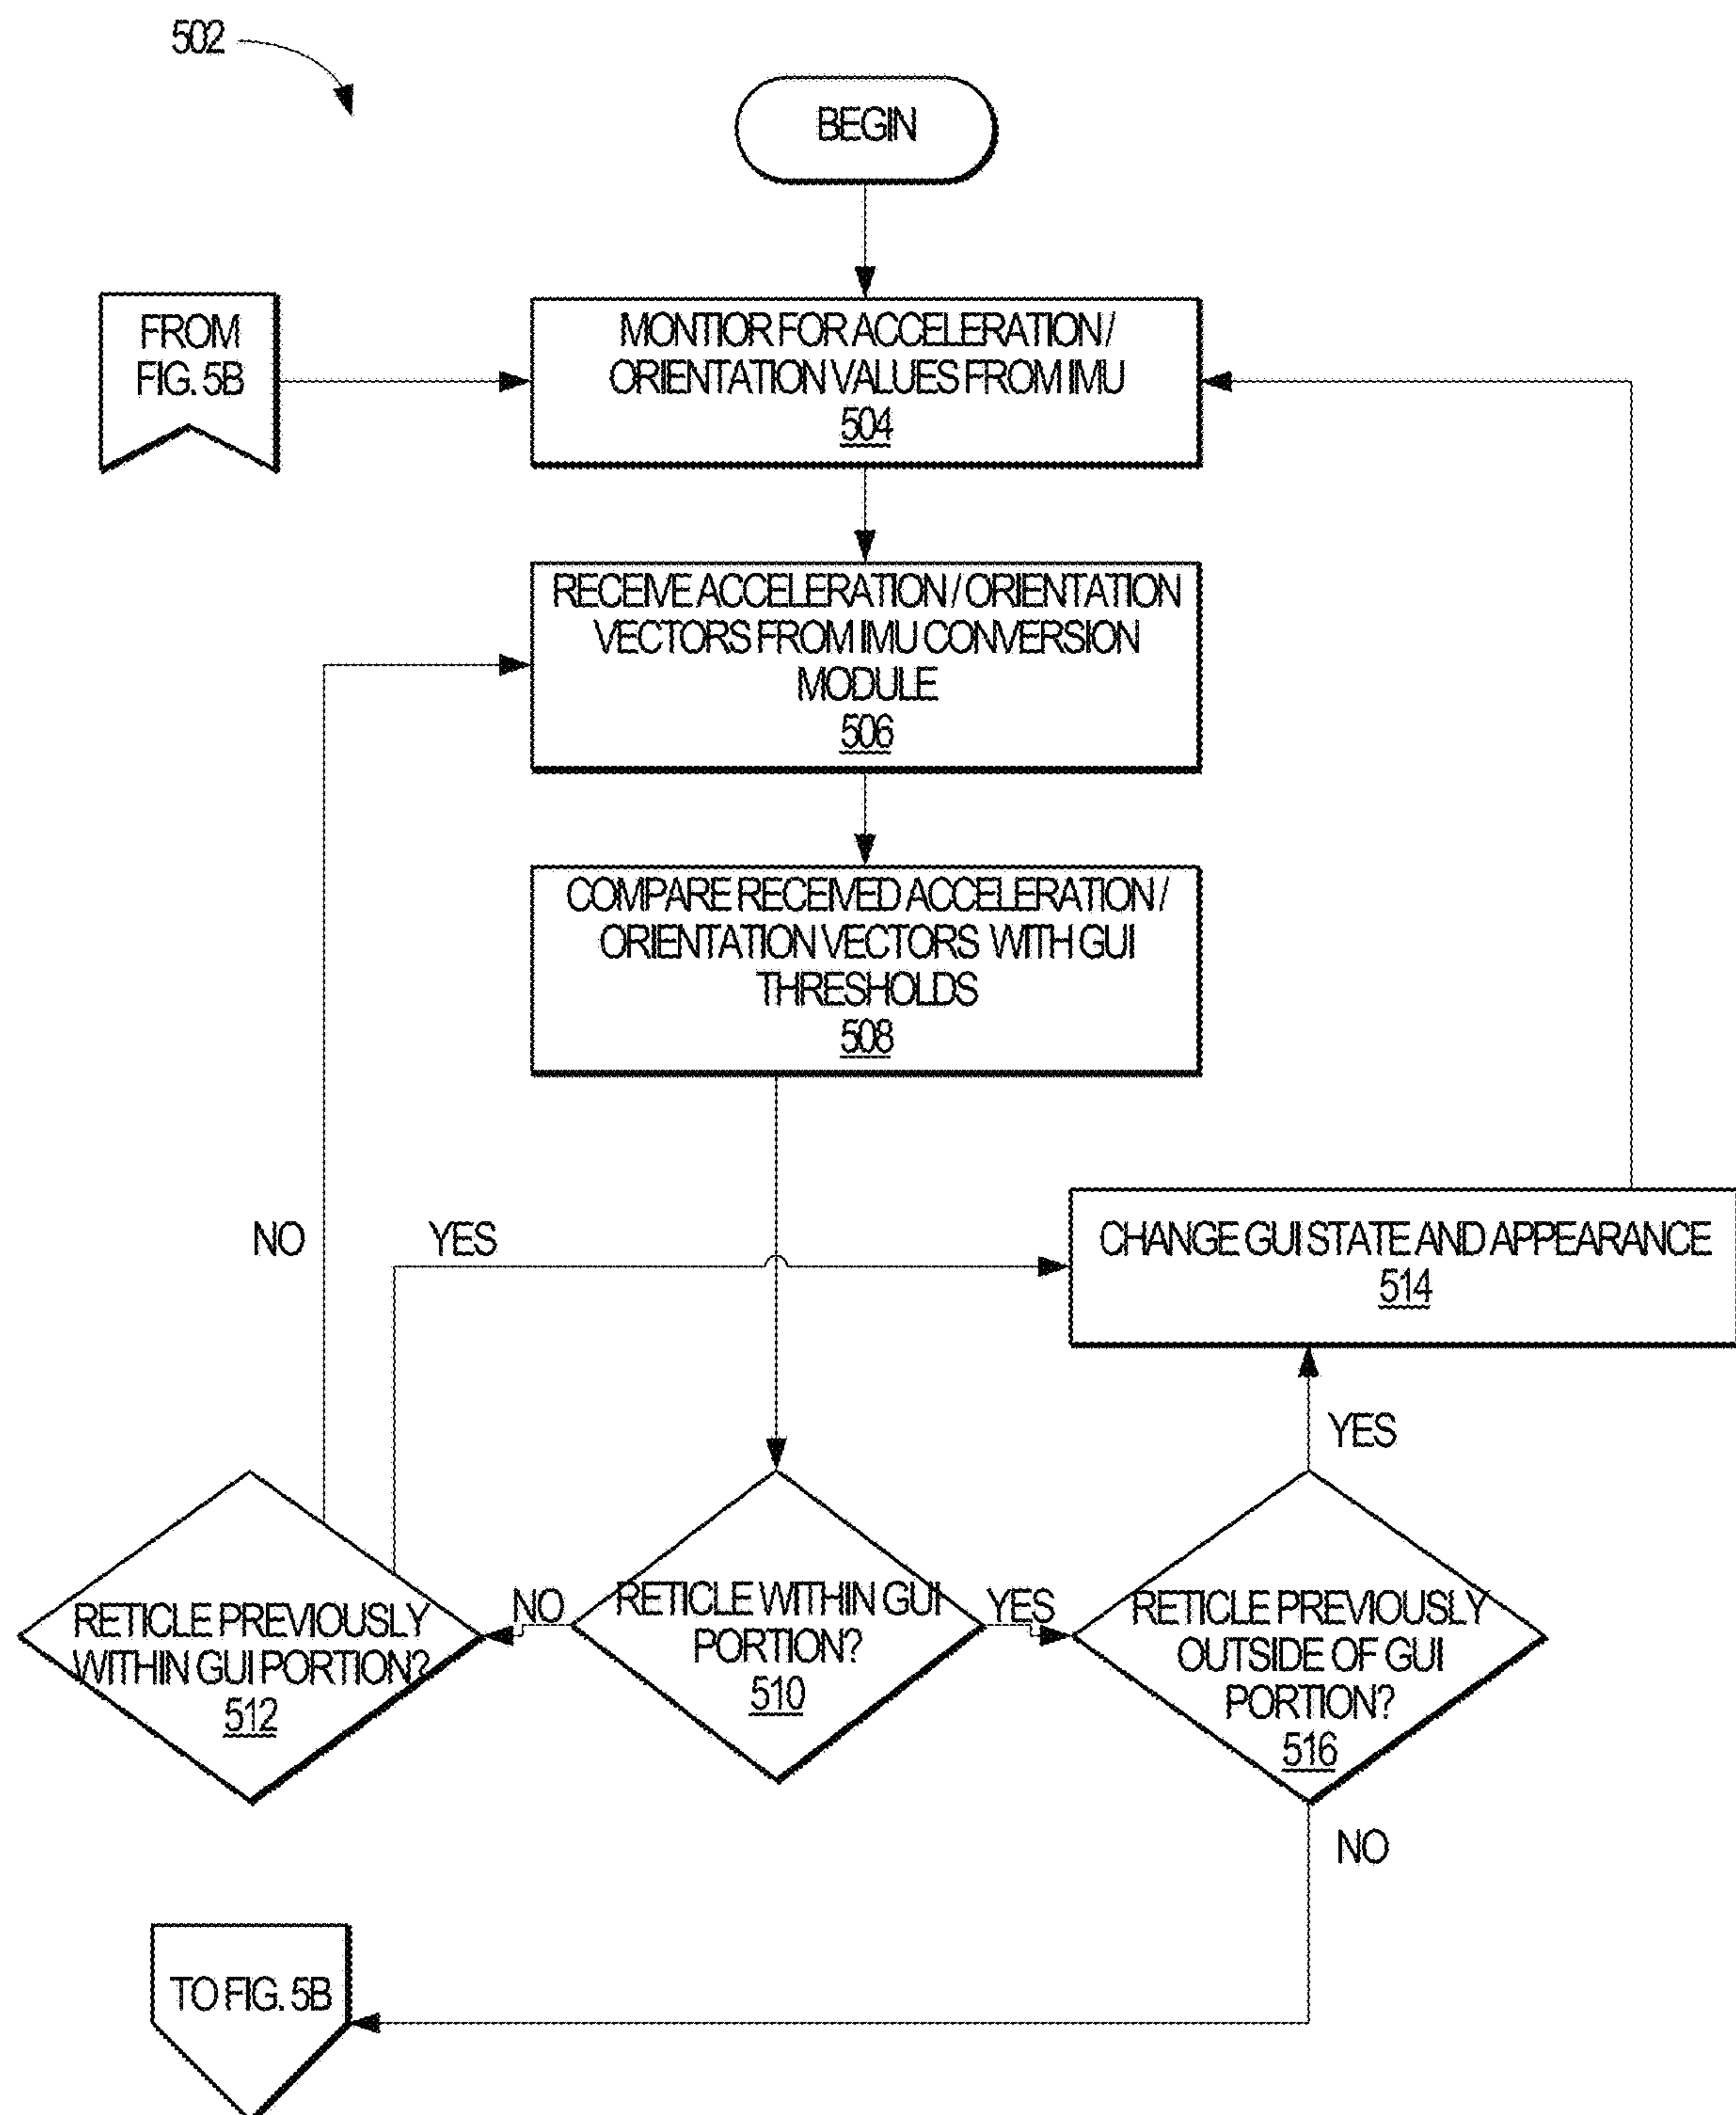 502
BEGIN
FROM
FIG. 5B
MONTIOR FOR ACCELERATION /
ORIENTATION VALUES FROM IMU
504
RECEIVE ACCELERATION / ORIENTATION
VECTORS FROM IMU CONVERSION
MODULE
506
COMPARE RECEIVED ACCELERATION /
ORIENTATION VECTORS WITH GUI
THRESHOLDS
508
NO
YES
CHANGE GUI STATE AND APPEARANCE
514
YES
RETICLE PREVIOUSLY
WITHIN GUI PORTION?
512
NO
RETICLE WITHIN GUI
PORTION?
510
YES
RETICLE PREVIOUSLY
OUTSIDE OF GUI
PORTION?
516
NO
TO FIG. 5B